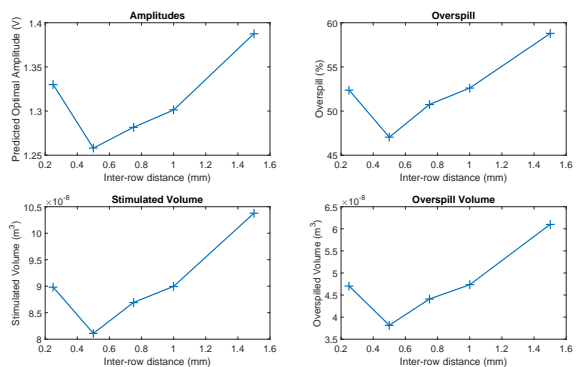 Amplitudes
Predicted Optimal Amplitude (V)
1.4
1.35
1.3
1.25
0.2 0.4 0.6 0.8 1 1.2 1.4 1.6
Inter-row distance (mm)
Overspill
Overspill (%)
60
55
50
45
0.2 0.4 0.6 0.8 1 1.2 1.4 1.6
Inter-row distance (mm)
Stimulated Volume
×10⁻⁸
Stimulated Volume (m³)
10.5
10
9.5
9
8.5
8
0.2 0.4 0.6 0.8 1 1.2 1.4 1.6
Inter-row distance (mm)
Overspill Volume
×10⁻⁸
Overspilled Volume (m³)
6.5
6
5.5
5
4.5
4
3.5
0.2 0.4 0.6 0.8 1 1.2 1.4 1.6
Inter-row distance (mm)